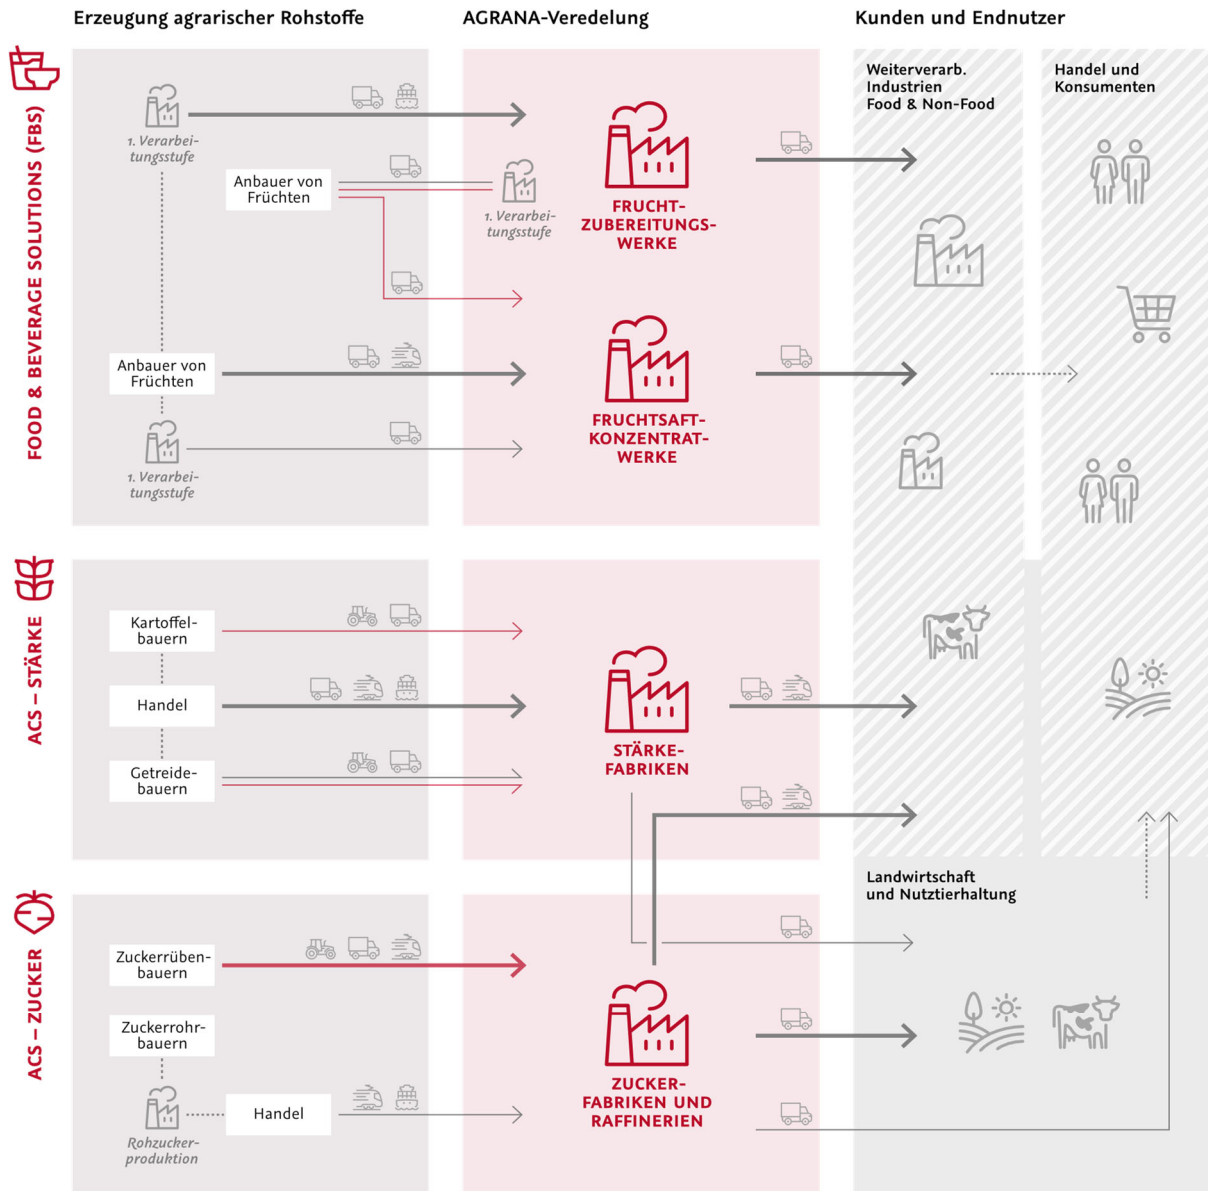 Erzeugung agrarischer Rohstoffe
AGRANA-Veredelung
Kunden und Endnutzer
FOOD & BEVERAGE SOLUTIONS (FBS)
1. Verarbei-
tungsstufe
Anbauer von
Früchten
1. Verarbei-
tungsstufe
FRUCHT-
ZUBEREITUNGS-
WERKE
Weiterverarb.
Industrien
Food & Non-Food
Handel und
Konsumenten
Anbauer von
Früchten
1. Verarbei-
tungsstufe
FRUCHTSAFT-
KONZENTRAT-
WERKE
ACS – STÄRKE
Kartoffel-
bauern
Handel
Getreide-
bauern
STÄRKE-
FABRIKEN
Landwirtschaft
und Nutztierhaltung
ACS – ZUCKER
Zuckerrüben-
bauern
Zuckerrohr-
bauern
Rohzucker-
produktion
Handel
ZUCKER-
FABRIKEN UND
RAFFINERIEN